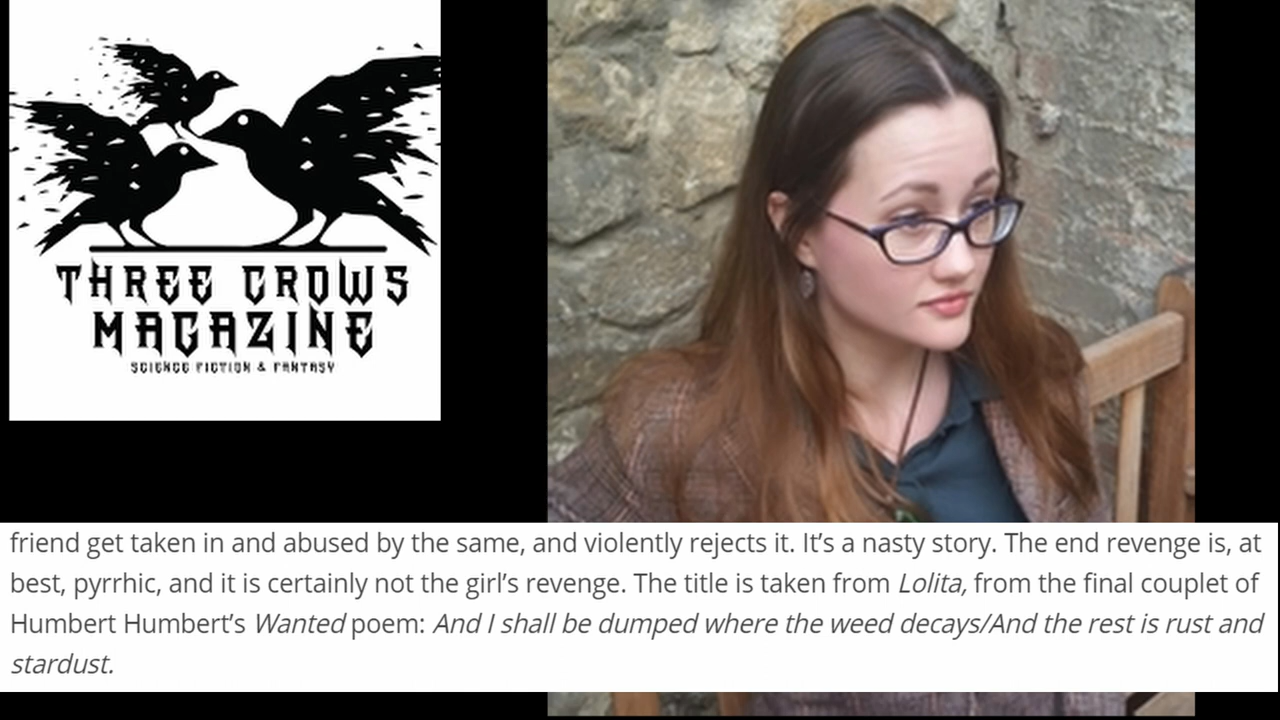 THREE CROWS
MAGAZINE
SCIENCE FICTION & FANTASY
friend get taken in and abused by the same, and violently rejects it. It’s a nasty story. The end revenge is, at
best, pyrrhic, and it is certainly not the girl’s revenge. The title is taken from Lolita, from the final couplet of
Humbert Humbert’s Wanted poem: And I shall be dumped where the weed decays/And the rest is rust and
stardust.